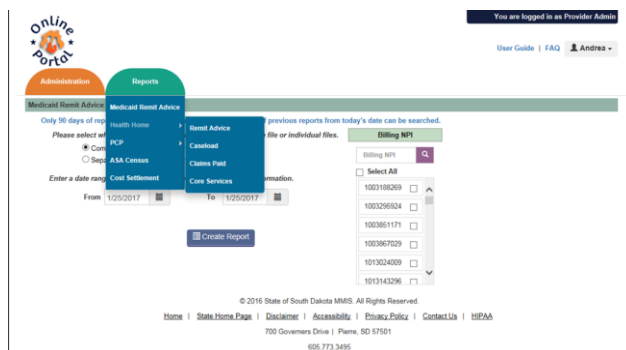 You are logged in as Provider Admin
Online
Portal
User Guide | FAQ Andrea
Administration
Reports
Medicaid Remit Advice
Medicaid Remit Advice
Only 90 days of rep
f previous reports from today's date can be searched.
Health Home
Remit Advice
Please select wh
file or individual files.
Billing NPI
PCP
Caseload
Com
Billing NPI
Sepa
ASA Census
Claims Paid
Select All
Enter a date rang
Cost Settlement
Core Services
rmation.
1003188269
From 1/25/2017 To 1/25/2017
1003295924
1003851171
Create Report
1003867029
1013024009
1013143296
© 2016 State of South Dakota MMIS. All Rights Reserved.
Home | State Home Page | Disclaimer | Accessibility | Privacy Policy | Contact Us | HIPAA
700 Governers Drive | Pierre, SD 57501
605.773.3495